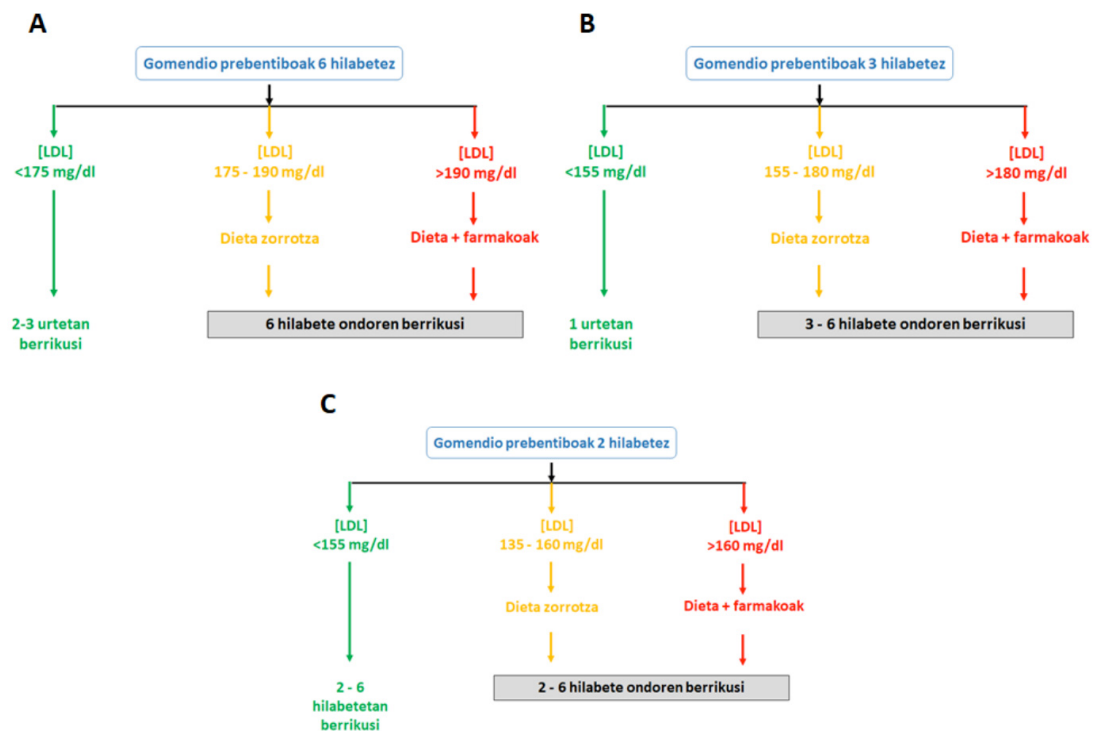 A
Gomendio prebentiboak 6 hilabetez
[LDL]
<175 mg/dl
[LDL]
175 - 190 mg/dl
[LDL]
>190 mg/dl
Dieta zorrotza
Dieta + farmakoak
2-3 urtetan
berrikusi
6 hilabete ondoren berrikusi
B
Gomendio prebentiboak 3 hilabetez
[LDL]
<155 mg/dl
[LDL]
155 - 180 mg/dl
[LDL]
>180 mg/dl
Dieta zorrotza
Dieta + farmakoak
1 urtetan
berrikusi
3 - 6 hilabete ondoren berrikusi
C
Gomendio prebentiboak 2 hilabetez
[LDL]
<155 mg/dl
[LDL]
135 - 160 mg/dl
[LDL]
>160 mg/dl
Dieta zorrotza
Dieta + farmakoak
2 - 6
hilabetetan
berrikusi
2 - 6 hilabete ondoren berrikusi